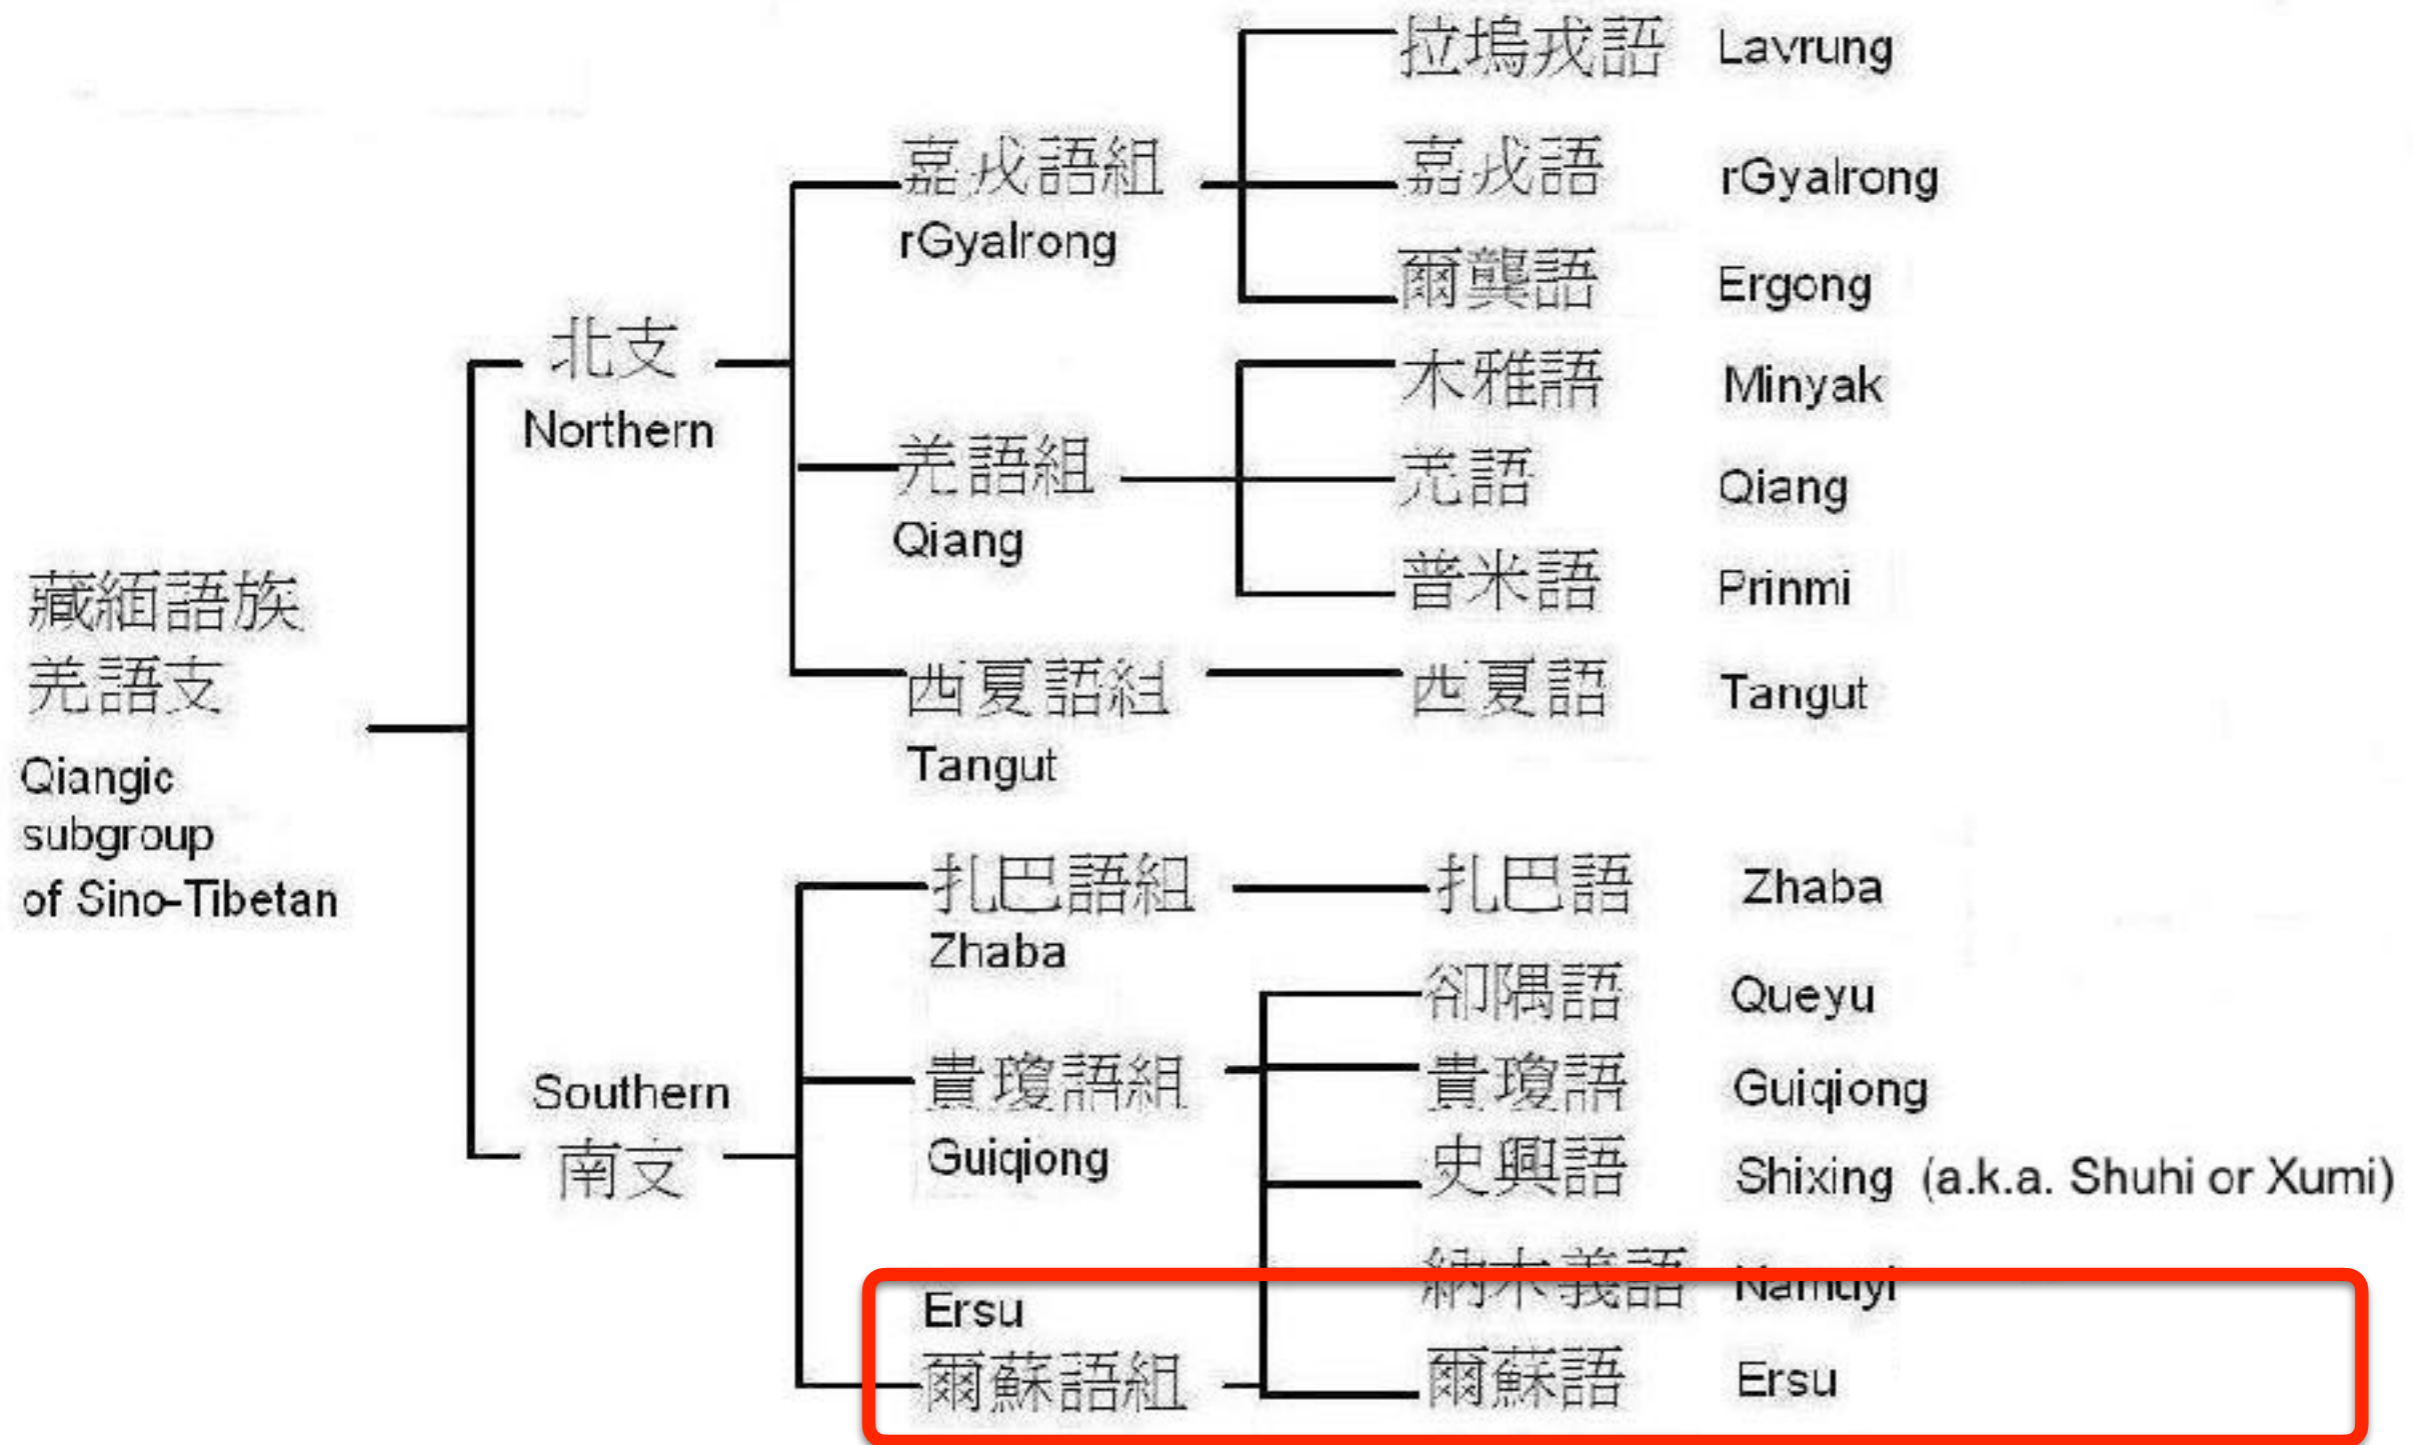 藏緬語族
羌語支
Qiangic
subgroup
of Sino-Tibetan
北支
Northern
嘉戎語組
rGyalrong
拉塢戎語 Lavrung
嘉戎語 rGyalrong
爾龔語 Ergong
羌語組
Qiang
木雅語 Minyak
羌語 Qiang
普米語 Prinmi
西夏語組
Tangut
西夏語 Tangut
Southern
南支
扎巴語組
Zhaba
扎巴語 Zhaba
貴瓊語組
Guiqiong
卻隅語 Queyu
貴瓊語 Guiqiong
史興語 Shixing (a.k.a. Shuhi or Xumi)
納木義語 Namuyi
Ersu
爾蘇語組
爾蘇語 Ersu